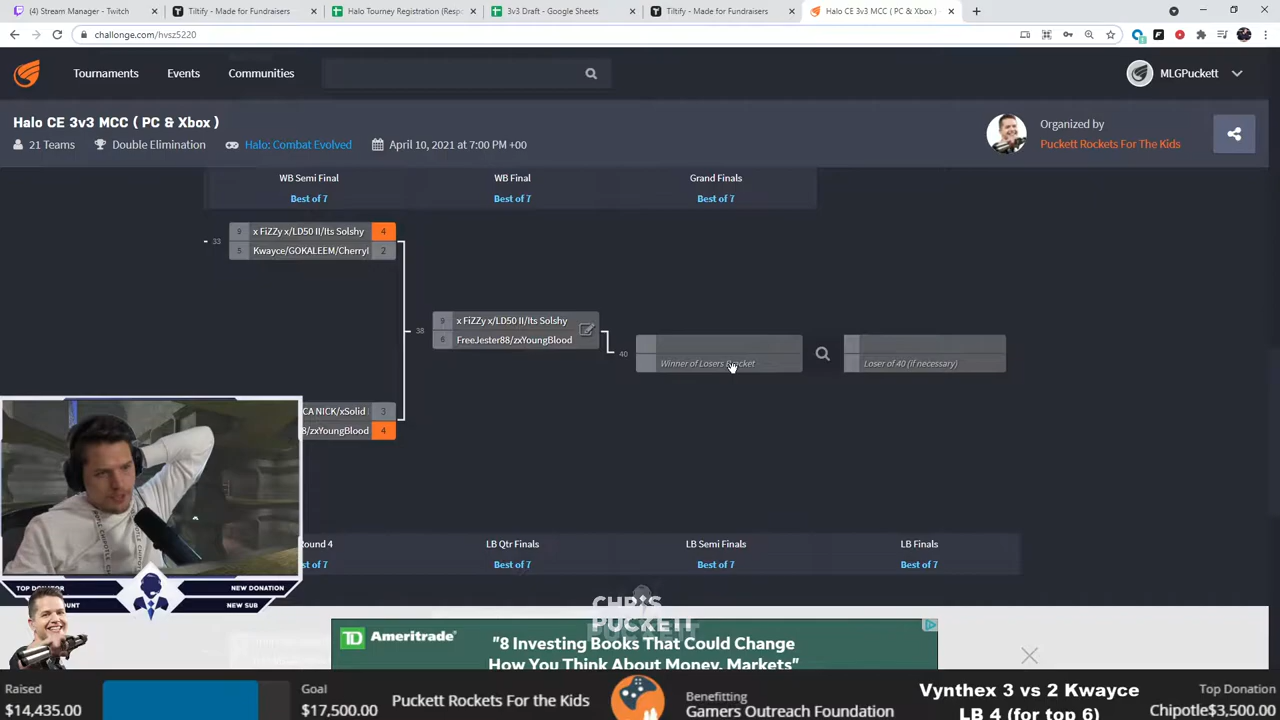 (4) Stream Manager - Twitch
Tiltify - Made for Fundraisers
Halo Tourney Registration (Resp
3v3 Draft - Google Sheets
Tiltify - Made for Fundraisers
Halo CE 3v3 MCC ( PC & Xbox )
challonge.com/hvsz5220
Tournaments
Events
Communities
MLGPuckett
Halo CE 3v3 MCC ( PC & Xbox )
21 Teams
Double Elimination
Halo: Combat Evolved
April 10, 2021 at 7:00 PM +00
Organized by
Puckett Rockets For The Kids
WB Semi Final
Best of 7
WB Final
Best of 7
Grand Finals
Best of 7
33
9 x FiZZy x/LD50 II/Its Solshy 4
5 Kwayce/GOKALEEM/CherryI 2
38
9 x FiZZy x/LD50 II/Its Solshy
6 FreeJester88/zxYoungBlood
40
Winner of Losers Bracket
Loser of 40 (if necessary)
CA NICK/xSolid 3
8/zxYoungBlood 4
ound 4
t of 7
LB Qtr Finals
Best of 7
LB Semi Finals
Best of 7
LB Finals
Best of 7
TOP DONATOR
OUNT
NEW DONATION
NEW SUB
CHRIS
PUCKETT
TD Ameritrade
"8 Investing Books That Could Change
How You Think About Money, Markets"
Raised
$14,435.00
Goal
$17,500.00
Puckett Rockets For the Kids
Benefitting
Gamers Outreach Foundation
Vynthex 3 vs 2 Kwayce
LB 4 (for top 6)
Top Donation
Chipotle$3,500.00